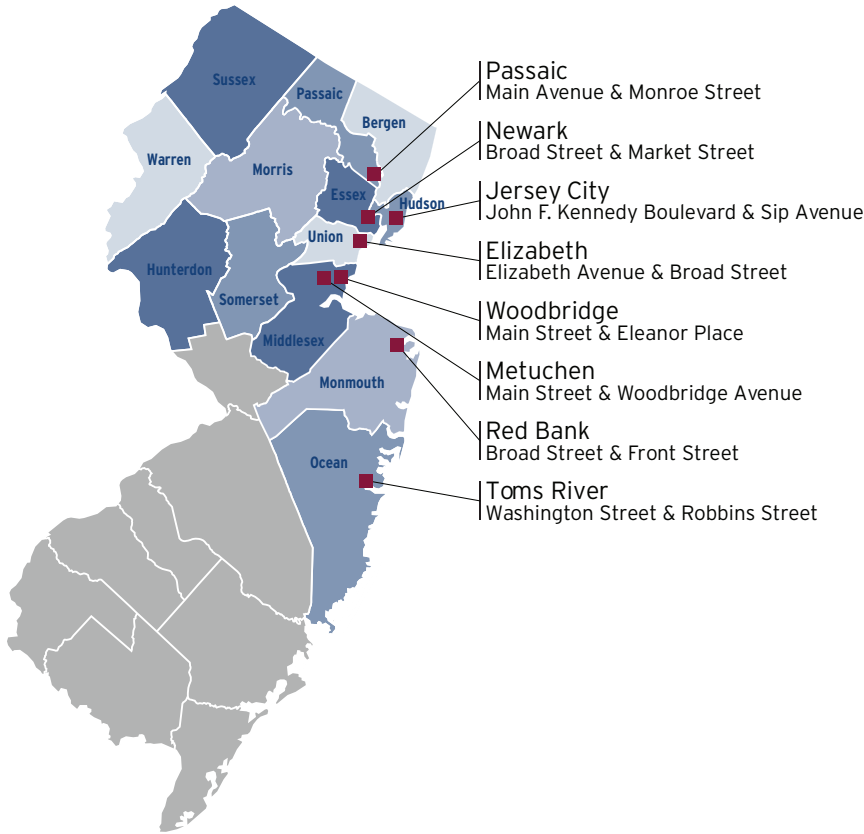 Sussex
Passaic
Bergen
Warren
Morris
Essex
Hudson
Union
Hunterdon
Somerset
Middlesex
Monmouth
Ocean
Passaic
Main Avenue & Monroe Street
Newark
Broad Street & Market Street
Jersey City
John F. Kennedy Boulevard & Sip Avenue
Elizabeth
Elizabeth Avenue & Broad Street
Woodbridge
Main Street & Eleanor Place
Metuchen
Main Street & Woodbridge Avenue
Red Bank
Broad Street & Front Street
Toms River
Washington Street & Robbins Street